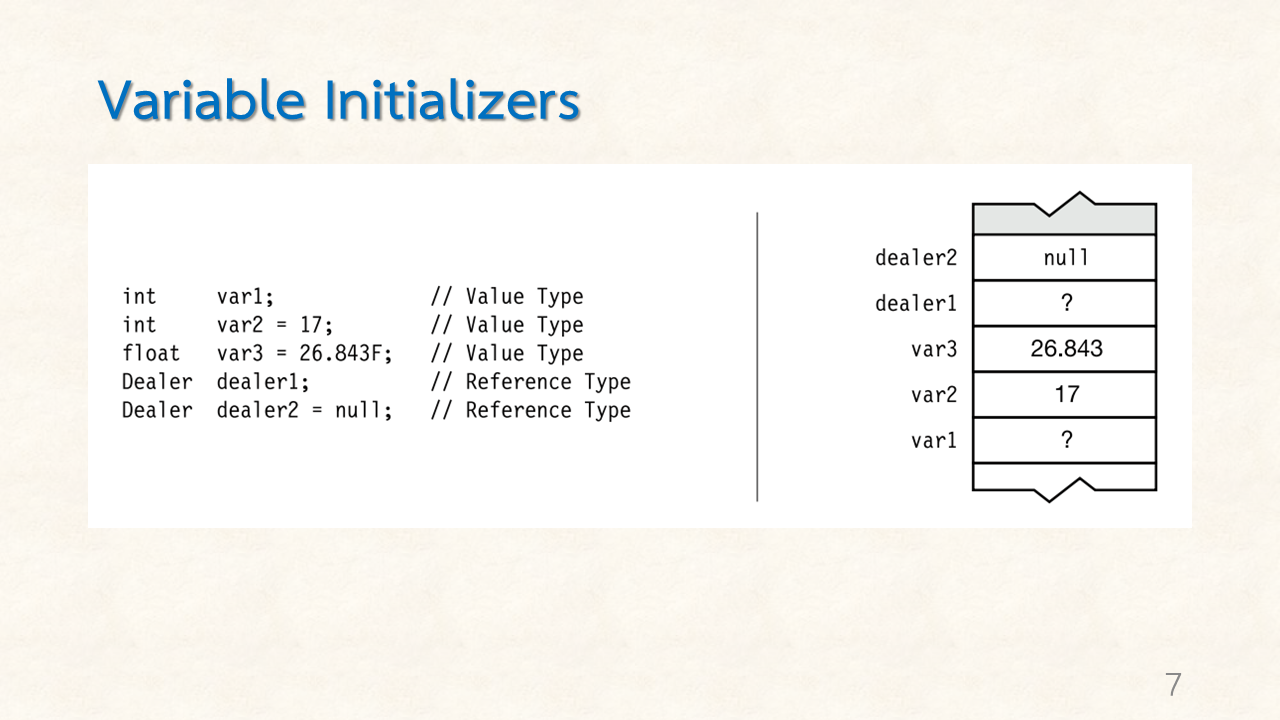 Variable Initializers
int var1; // Value Type
int var2 = 17; // Value Type
float var3 = 26.843F; // Value Type
Dealer dealer1; // Reference Type
Dealer dealer2 = null; // Reference Type
dealer2 null
dealer1 ?
var3 26.843
var2 17
var1 ?
7